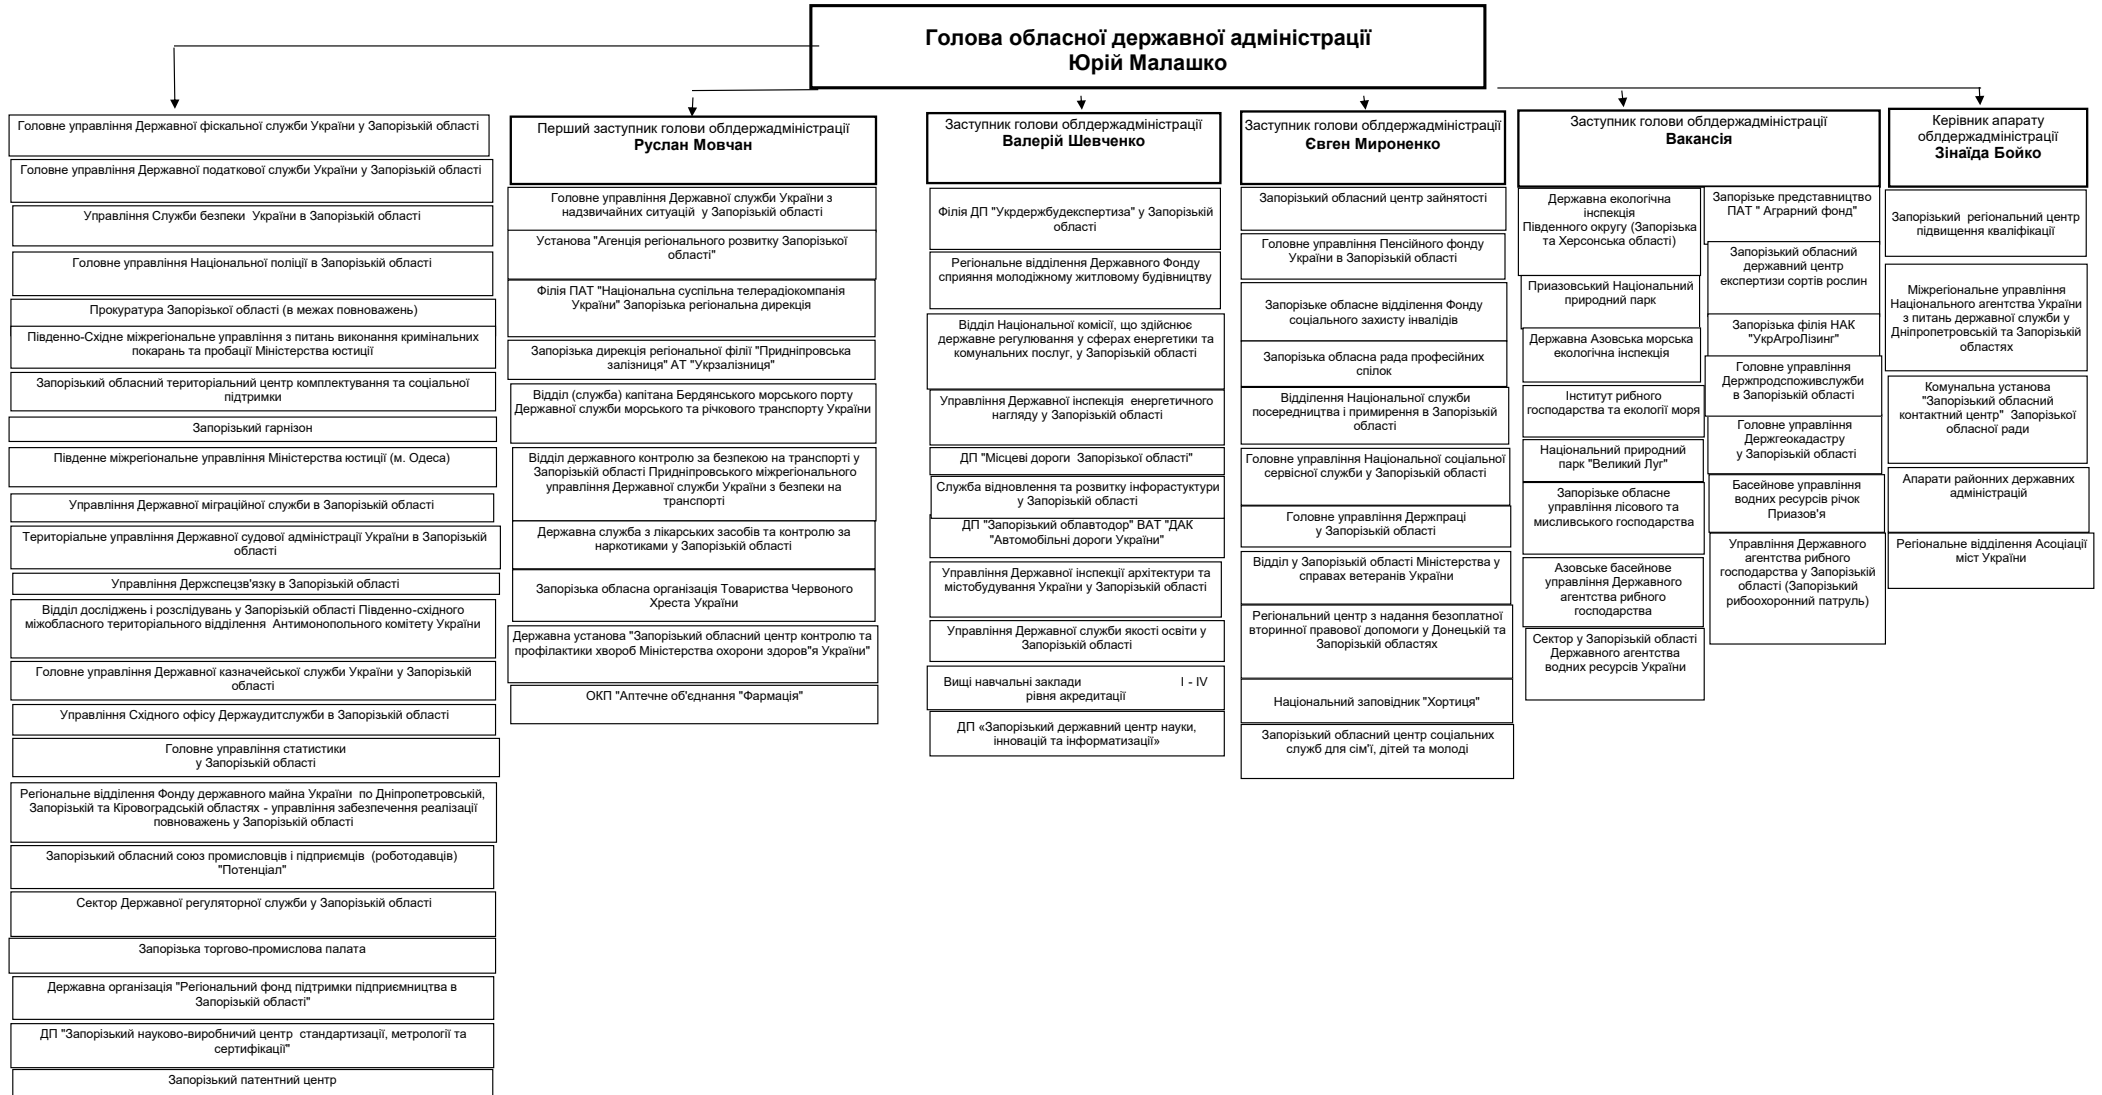 Голова обласної державної адміністрації
Юрій Малашко
Головне управління Державної фіскальної служби України у Запорізькій області
Головне управління Державної податкової служби України у Запорізькій області
Управління Служби безпеки України в Запорізькій області
Головне управління Національної поліції в Запорізькій області
Прокуратура Запорізької області (в межах повноважень)
Південно-Східне міжрегіональне управління з питань виконання кримінальних
покарань та пробації Міністерства юстиції
Запорізький обласний територіальний центр комплектування та соціальної
підтримки
Запорізький гарнізон
Південне міжрегіональне управління Міністерства юстиції (м. Одеса)
Управління Державної міграційної служби в Запорізькій області
Територіальне управління Державної судової адміністрації України в Запорізькій
області
Управління Держспецзв'язку в Запорізькій області
Відділ досліджень і розслідувань у Запорізькій області Південно-східного
міжобласного територіального відділення Антимонопольного комітету України
Головне управління Державної казначейської служби України у Запорізькій
області
Управління Східного офісу Держаудитслужби в Запорізькій області
Головне управління статистики
у Запорізькій області
Регіональне відділення Фонду державного майна України по Дніпропетровській,
Запорізькій та Кіровоградській областях - управління забезпечення реалізації
повноважень у Запорізькій області
Запорізький обласний союз промисловців і підприємців (роботодавців)
"Потенціал"
Сектор Державної регуляторної служби у Запорізькій області
Запорізька торгово-промислова палата
Державна організація "Регіональний фонд підтримки підприємництва в
Запорізькій області"
ДП "Запорізький науково-виробничий центр стандартизації, метрології та
сертифікації"
Запорізький патентний центр
Перший заступник голови облдержадміністрації
Руслан Мовчан
Головне управління Державної служби України з
надзвичайних ситуацій у Запорізькій області
Установа "Агенція регіонального розвитку Запорізької
області"
Філія ПАТ "Національна суспільна телерадіокомпанія
України" Запорізька регіональна дирекція
Запорізька дирекція регіональної філії "Придніпровська
залізниця" АТ "Укрзалізниця"
Відділ (служба) капітана Бердянського морського порту
Державної служби морського та річкового транспорту України
Відділ державного контролю за безпекою на транспорті у
Запорізькій області Придніпровського міжрегіонального
управління Державної служби України з безпеки на
транспорті
Державна служба з лікарських засобів та контролю за
наркотиками у Запорізькій області
Запорізька обласна організація Товариства Червоного
Хреста України
Державна установа "Запорізький обласний центр контролю та
профілактики хвороб Міністерства охорони здоров"я України"
ОКП "Аптечне об'єднання "Фармація"
Заступник голови облдержадміністрації
Валерій Шевченко
Філія ДП "Укрдержбудекспертиза" у Запорізькій
області
Регіональне відділення Державного Фонду
сприяння молодіжному житловому будівництву
Відділ Національної комісії, що здійснює
державне регулювання у сферах енергетики та
комунальних послуг, у Запорізькій області
Управління Державної інспекція енергетичного
нагляду у Запорізькій області
ДП "Місцеві дороги Запорізької області"
Служба відновлення та розвитку інфрастуктури
у Запорізькій області
ДП "Запорізький облавтодор" ВАТ "ДАК
"Автомобільні дороги України"
Управління Державної інспекції архітектури та
містобудування України у Запорізькій області
Управління Державної служби якості освіти у
Запорізькій області
Вищі навчальні заклади I - IV
рівня акредитації
ДП «Запорізький державний центр науки,
інновацій та інформатизації»
Заступник голови облдержадміністрації
Євген Мироненко
Запорізький обласний центр зайнятості
Головне управління Пенсійного фонду
України в Запорізькій області
Запорізьке обласне відділення Фонду
соціального захисту інвалідів
Запорізька обласна рада професійних
спілок
Відділення Національної служби
посередництва і примирення в Запорізькій
області
Головне управління Національної соціальної
сервісної служби у Запорізькій області
Головне управління Держпраці
у Запорізькій області
Відділ у Запорізькій області Міністерства у
справах ветеранів України
Регіональний центр з надання безоплатної
вторинної правової допомоги у Донецькій та
Запорізькій областях
Національний заповідник "Хортиця"
Запорізький обласний центр соціальних
служб для сім'ї, дітей та молоді
Заступник голови облдержадміністрації
Вакансія
Державна екологічна
інспекція
Південного округу (Запорізька
та Херсонська області)
Приазовський Національний
природний парк
Державна Азовська морська
екологічна інспекція
Інститут рибного
господарства та екології моря
Національний природний
парк "Великий Луг"
Запорізьке обласне
управління лісового та
мисливського господарства
Азовське басейнове
управління Державного
агентства рибного
господарства
Сектор у Запорізькій області
Державного агентства
водних ресурсів України
Запорізьке представництво
ПАТ " Аграрний фонд"
Запорізький обласний
державний центр
експертизи сортів рослин
Запорізька філія НАК
"УкрАгроЛізинг"
Головне управління
Держпродспоживслужби
в Запорізькій області
Головне управління
Держгеокадастру
у Запорізькій області
Басейнове управління
водних ресурсів річок
Приазов'я
Управління Державного
агентства рибного
господарства у Запорізькій
області (Запорізький
рибоохоронний патруль)
Керівник апарату
облдержадміністрації
Зінаїда Бойко
Запорізький регіональний центр
підвищення кваліфікації
Міжрегіональне управління
Національного агентства України
з питань державної служби у
Дніпропетровській та Запорізькій
областях
Комунальна установа
"Запорізький обласний
контактний центр" Запорізької
обласної ради
Апарати районних державних
адміністрацій
Регіональне відділення Асоціації
міст України